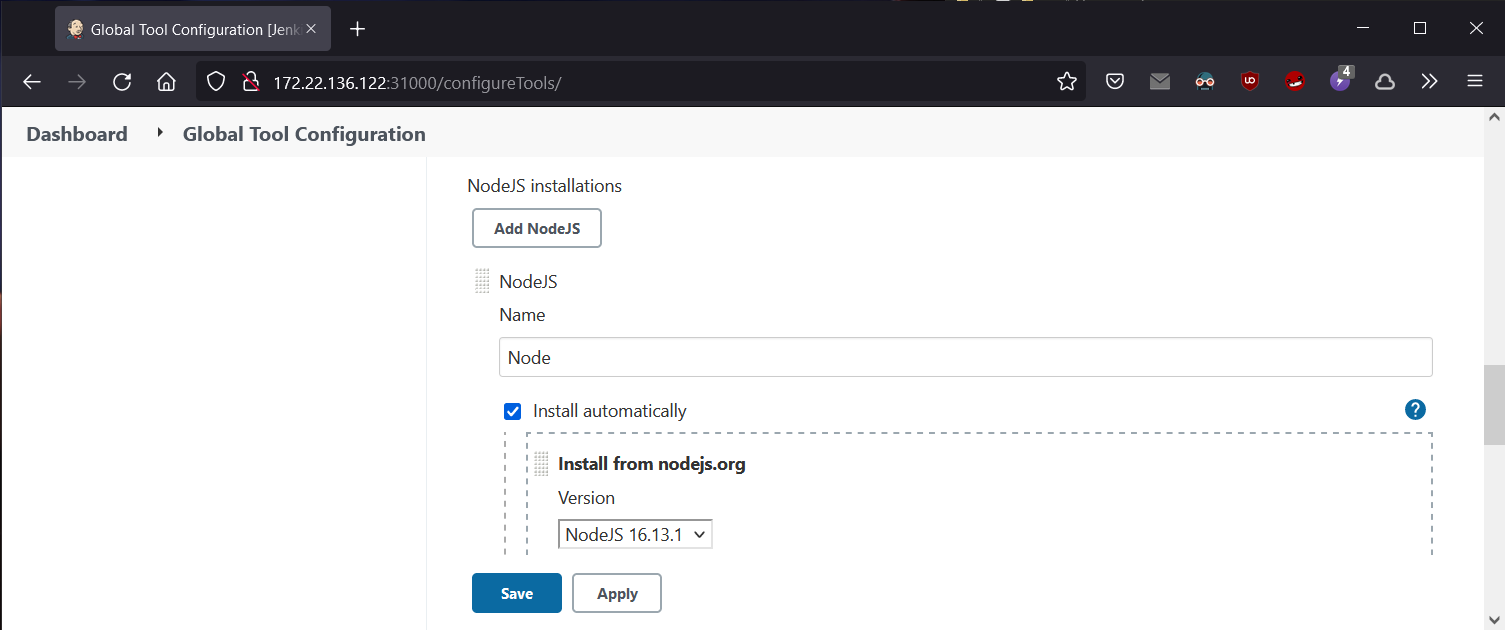 Global Tool Configuration [Jenk
172.22.136.122:31000/configureTools/
4
Dashboard Global Tool Configuration
NodeJS installations
Add NodeJS
NodeJS
Name
Node
Install automatically
?
Install from nodejs.org
Version
NodeJS 16.13.1
Save Apply